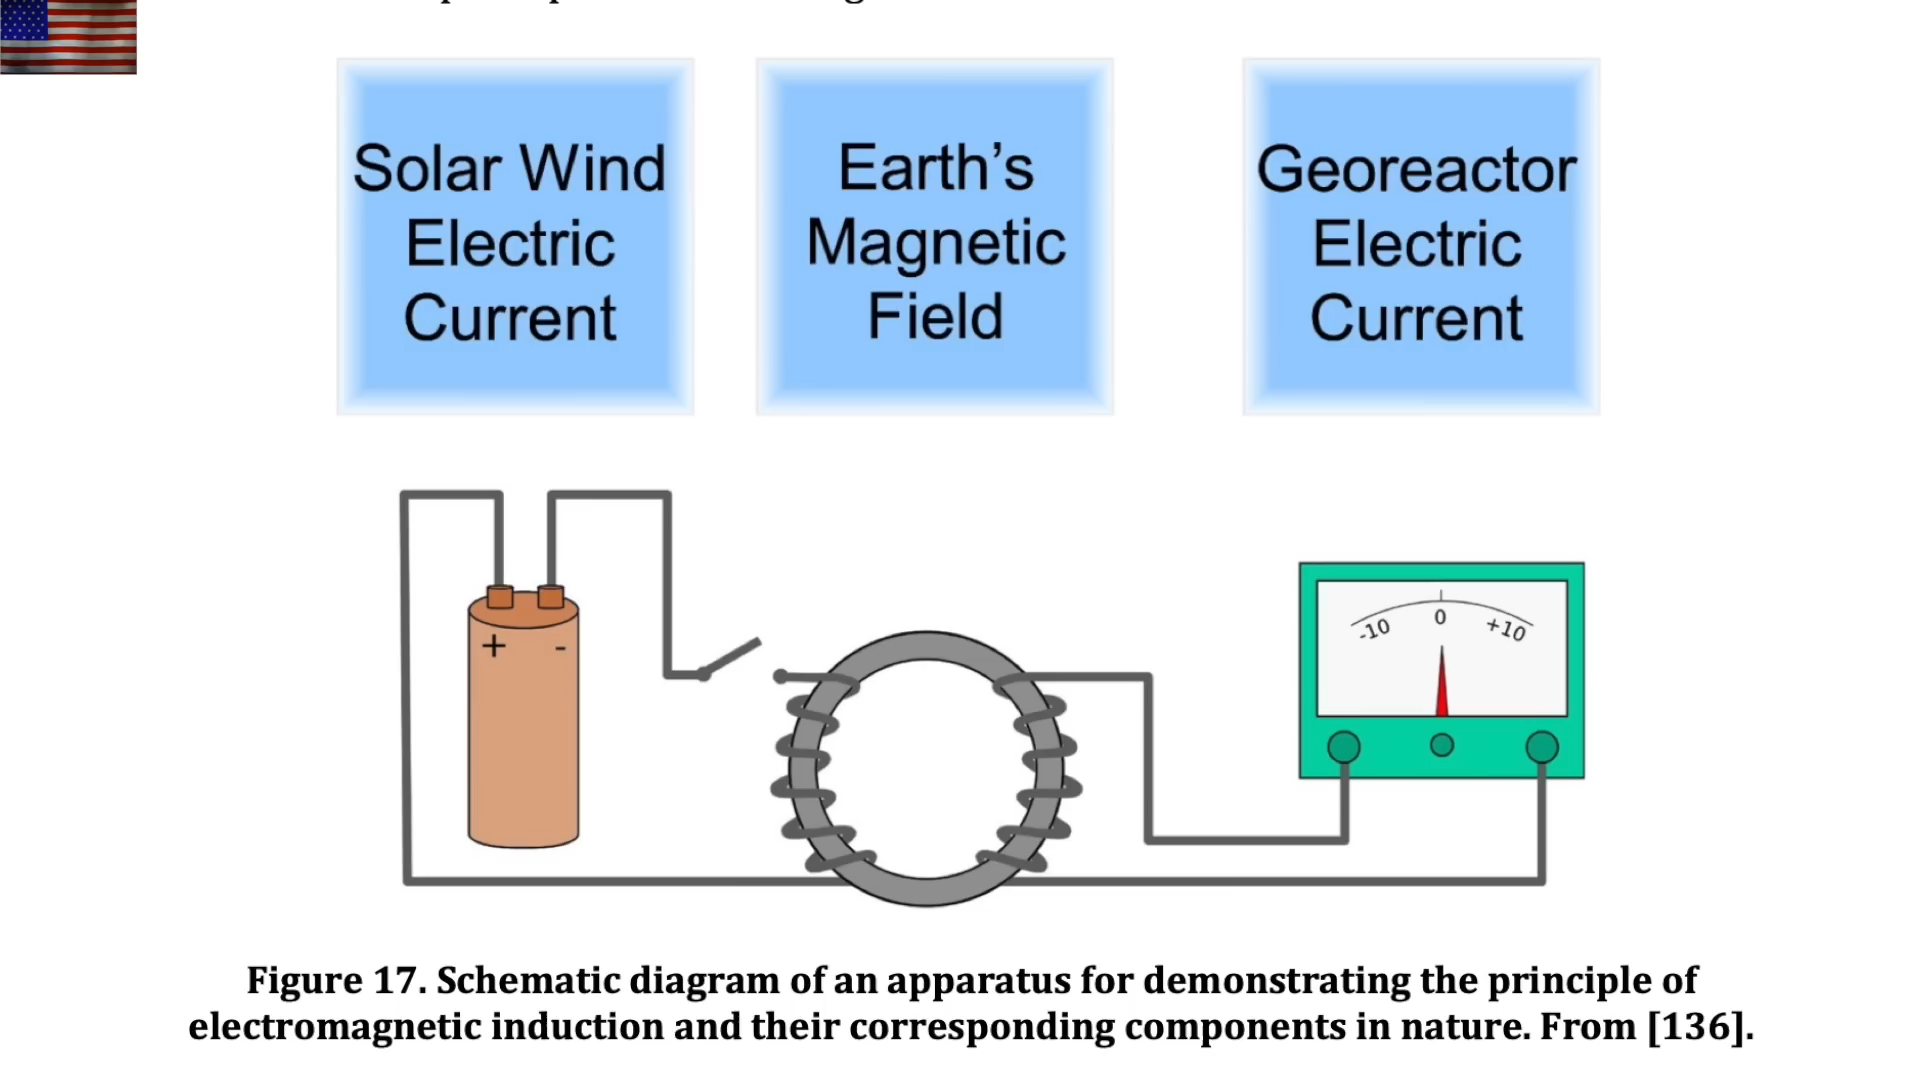 Solar Wind
Electric
Current
Earth’s
Magnetic
Field
Georeactor
Electric
Current
+ -
-10 0 +10
Figure 17. Schematic diagram of an apparatus for demonstrating the principle of
electromagnetic induction and their corresponding components in nature. From [136].